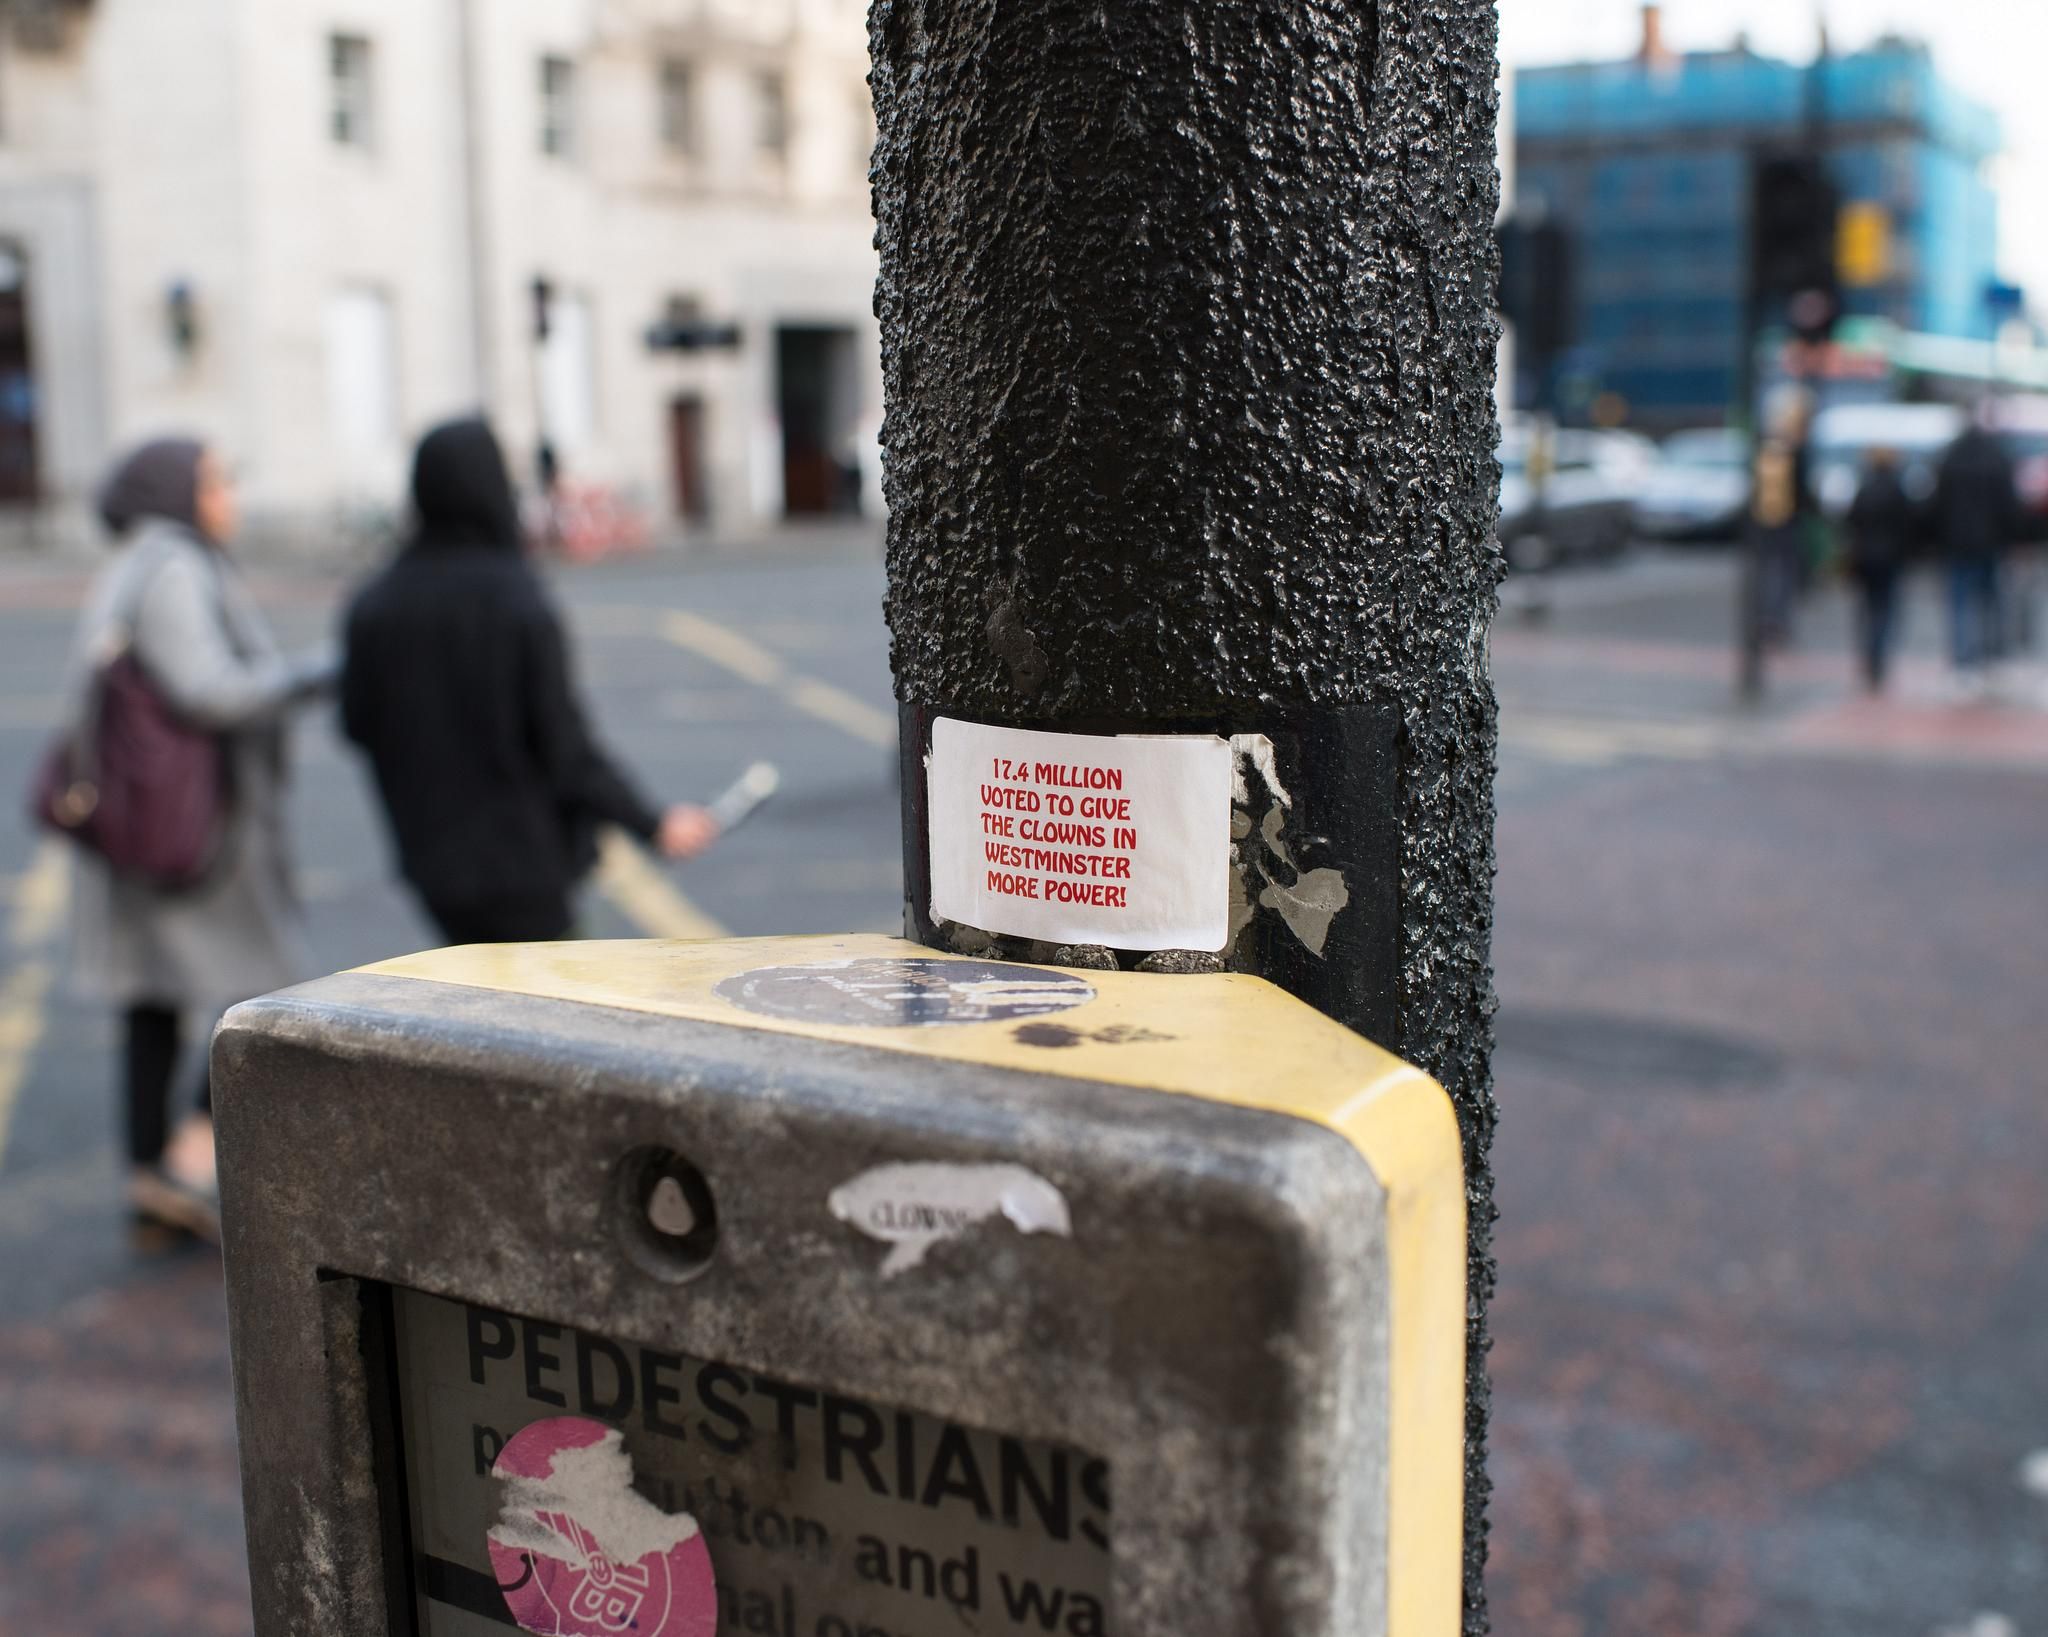 17.4 MILLION
VOTED TO GIVE
THE CLOWNS IN
WESTMINSTER
MORE POWER!
CLOWNS
PEDESTRIANS
and wa